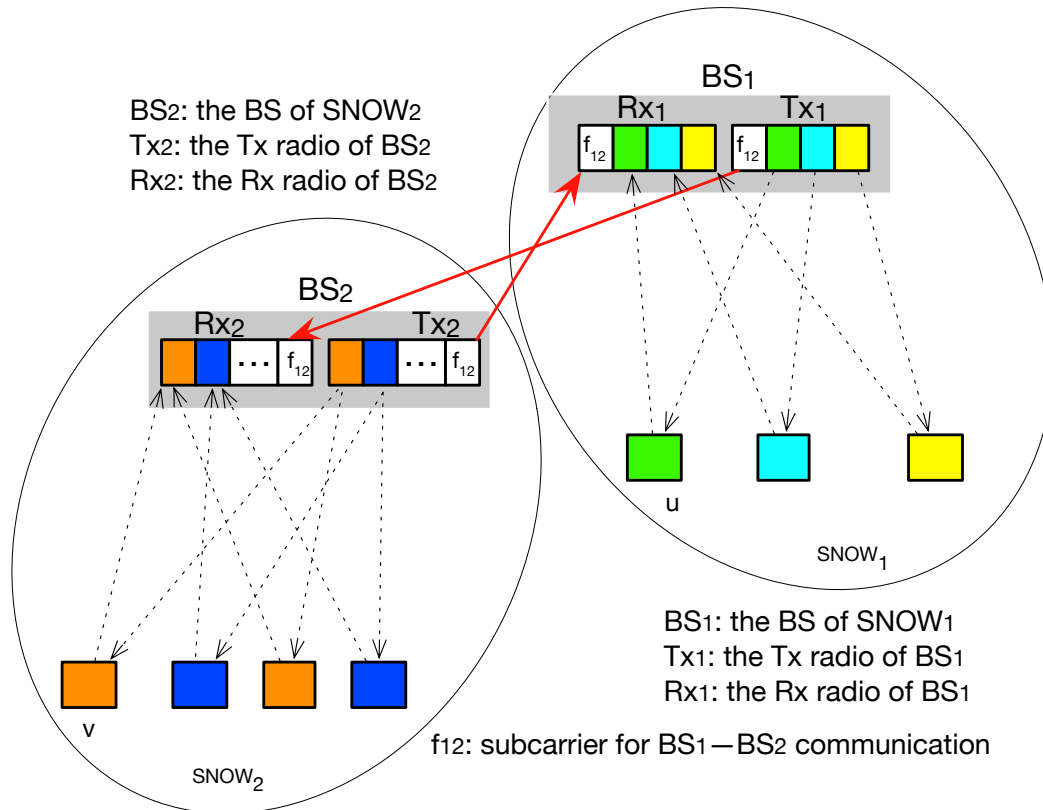 BS1
Rx1 Tx1
f12 f12
BS2: the BS of SNOW2
Tx2: the Tx radio of BS2
Rx2: the Rx radio of BS2
BS2
Rx2 Tx2
... f12 ... f12
u
SNOW1
BS1: the BS of SNOW1
Tx1: the Tx radio of BS1
Rx1: the Rx radio of BS1
v
f12: subcarrier for BS1—BS2 communication
SNOW2